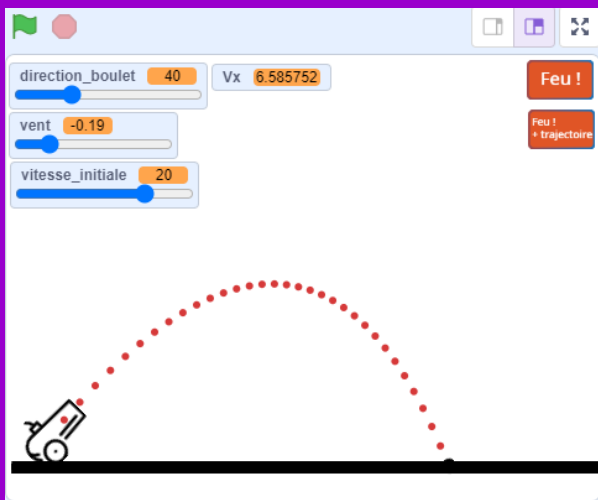 direction_boulet 40
Vx 6.585752
Feu !
vent -0.19
Feu !
+ trajectoire
vitesse_initiale 20